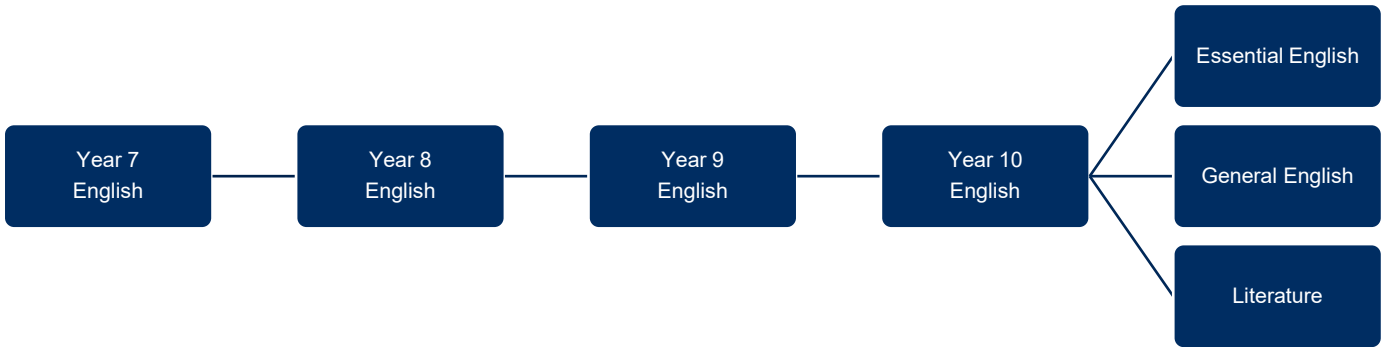 Year 7
English
Year 8
English
Year 9
English
Year 10
English
Essential English
General English
Literature